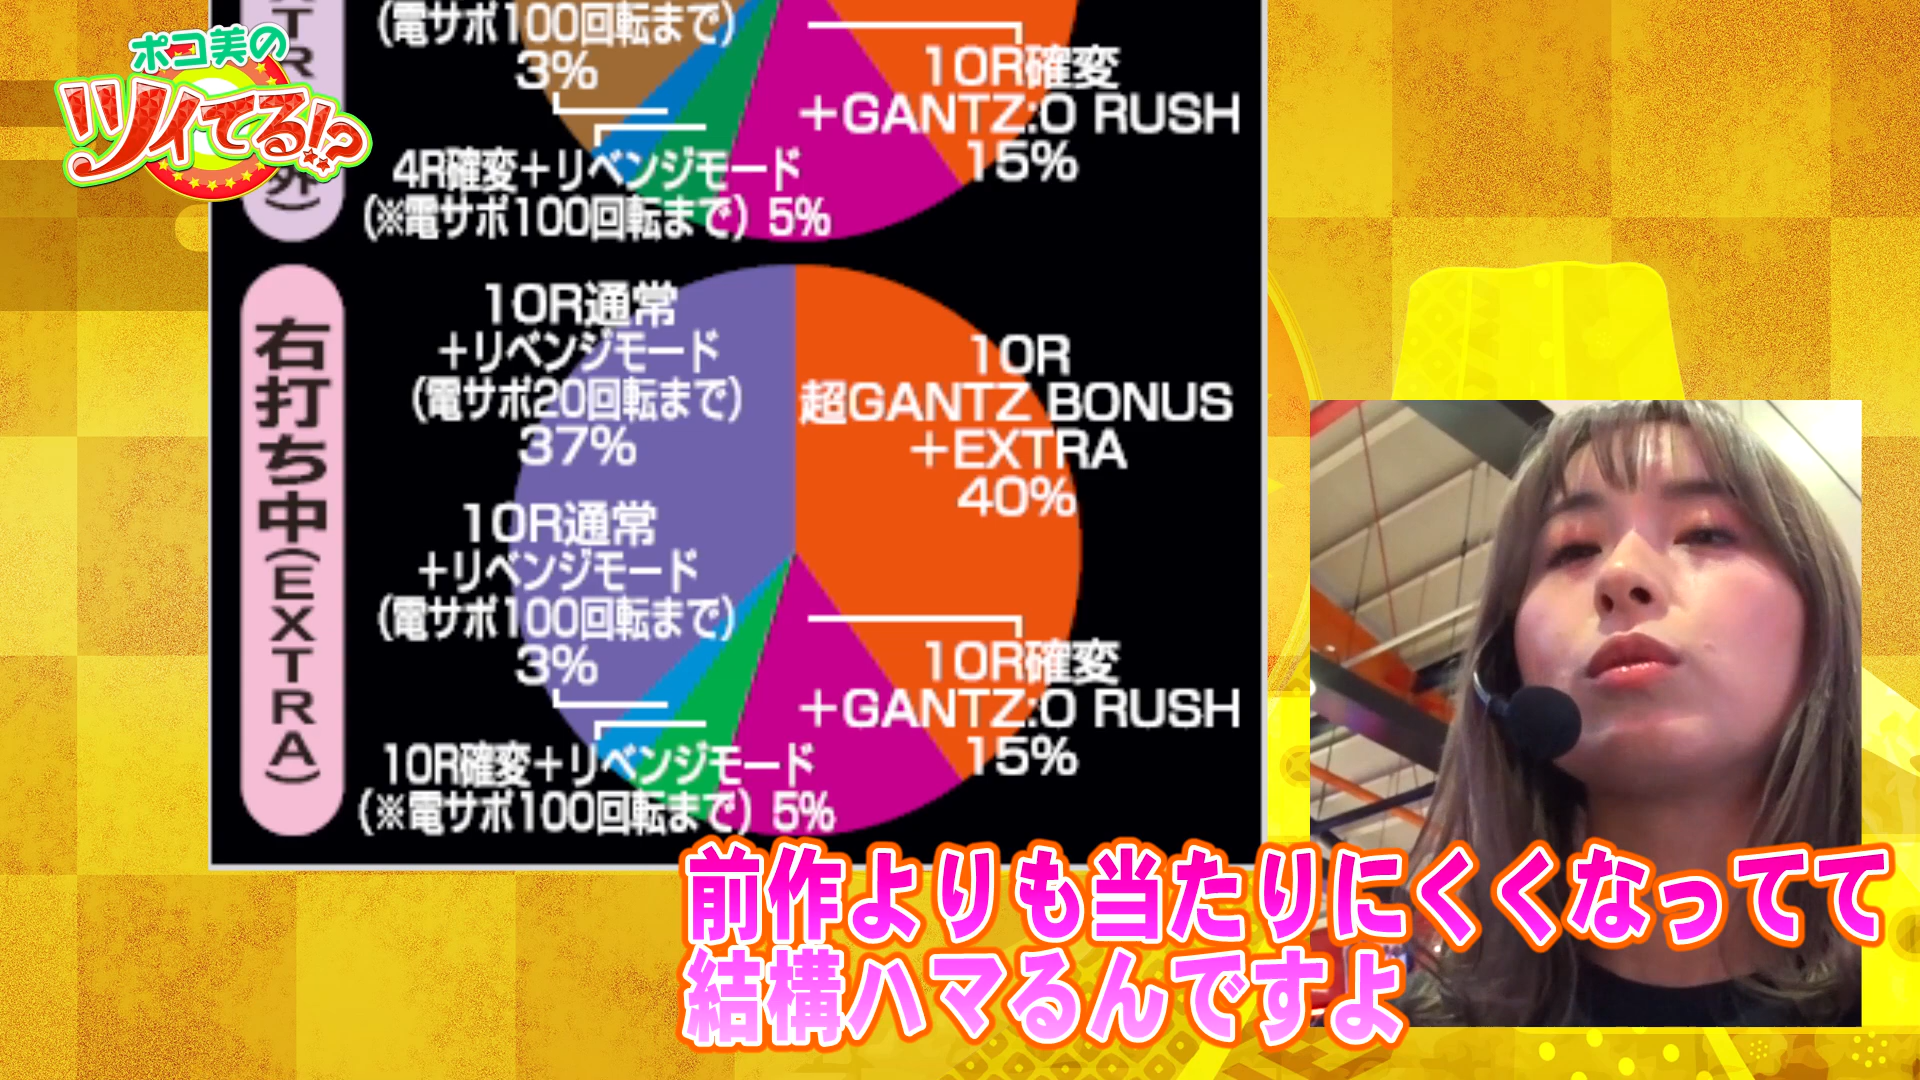 ポコ美の
ツイてる!?
TR
外)
(電サポ100回転まで)
3%
10R確変
+GANTZ:O RUSH
15%
4R確変+リベンジモード
(※電サポ100回転まで) 5%
右打ち中(EXTRA)
10R通常
+リベンジモード
(電サポ20回転まで)
37%
10R
超GANTZ BONUS
+EXTRA
40%
10R通常
+リベンジモード
(電サポ100回転まで)
3%
10R確変
+GANTZ:O RUSH
15%
10R確変+リベンジモード
(※電サポ100回転まで) 5%
前作よりも当たりにくくなってて
結構ハマるんですよ